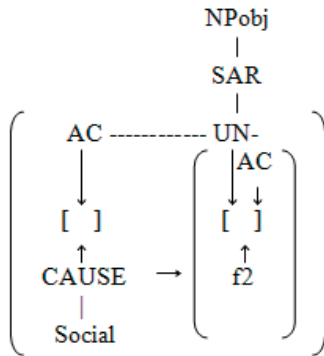 NPobj
SAR
AC ------------ UN-
AC
[ ] [ ]
CAUSE → f2
Social